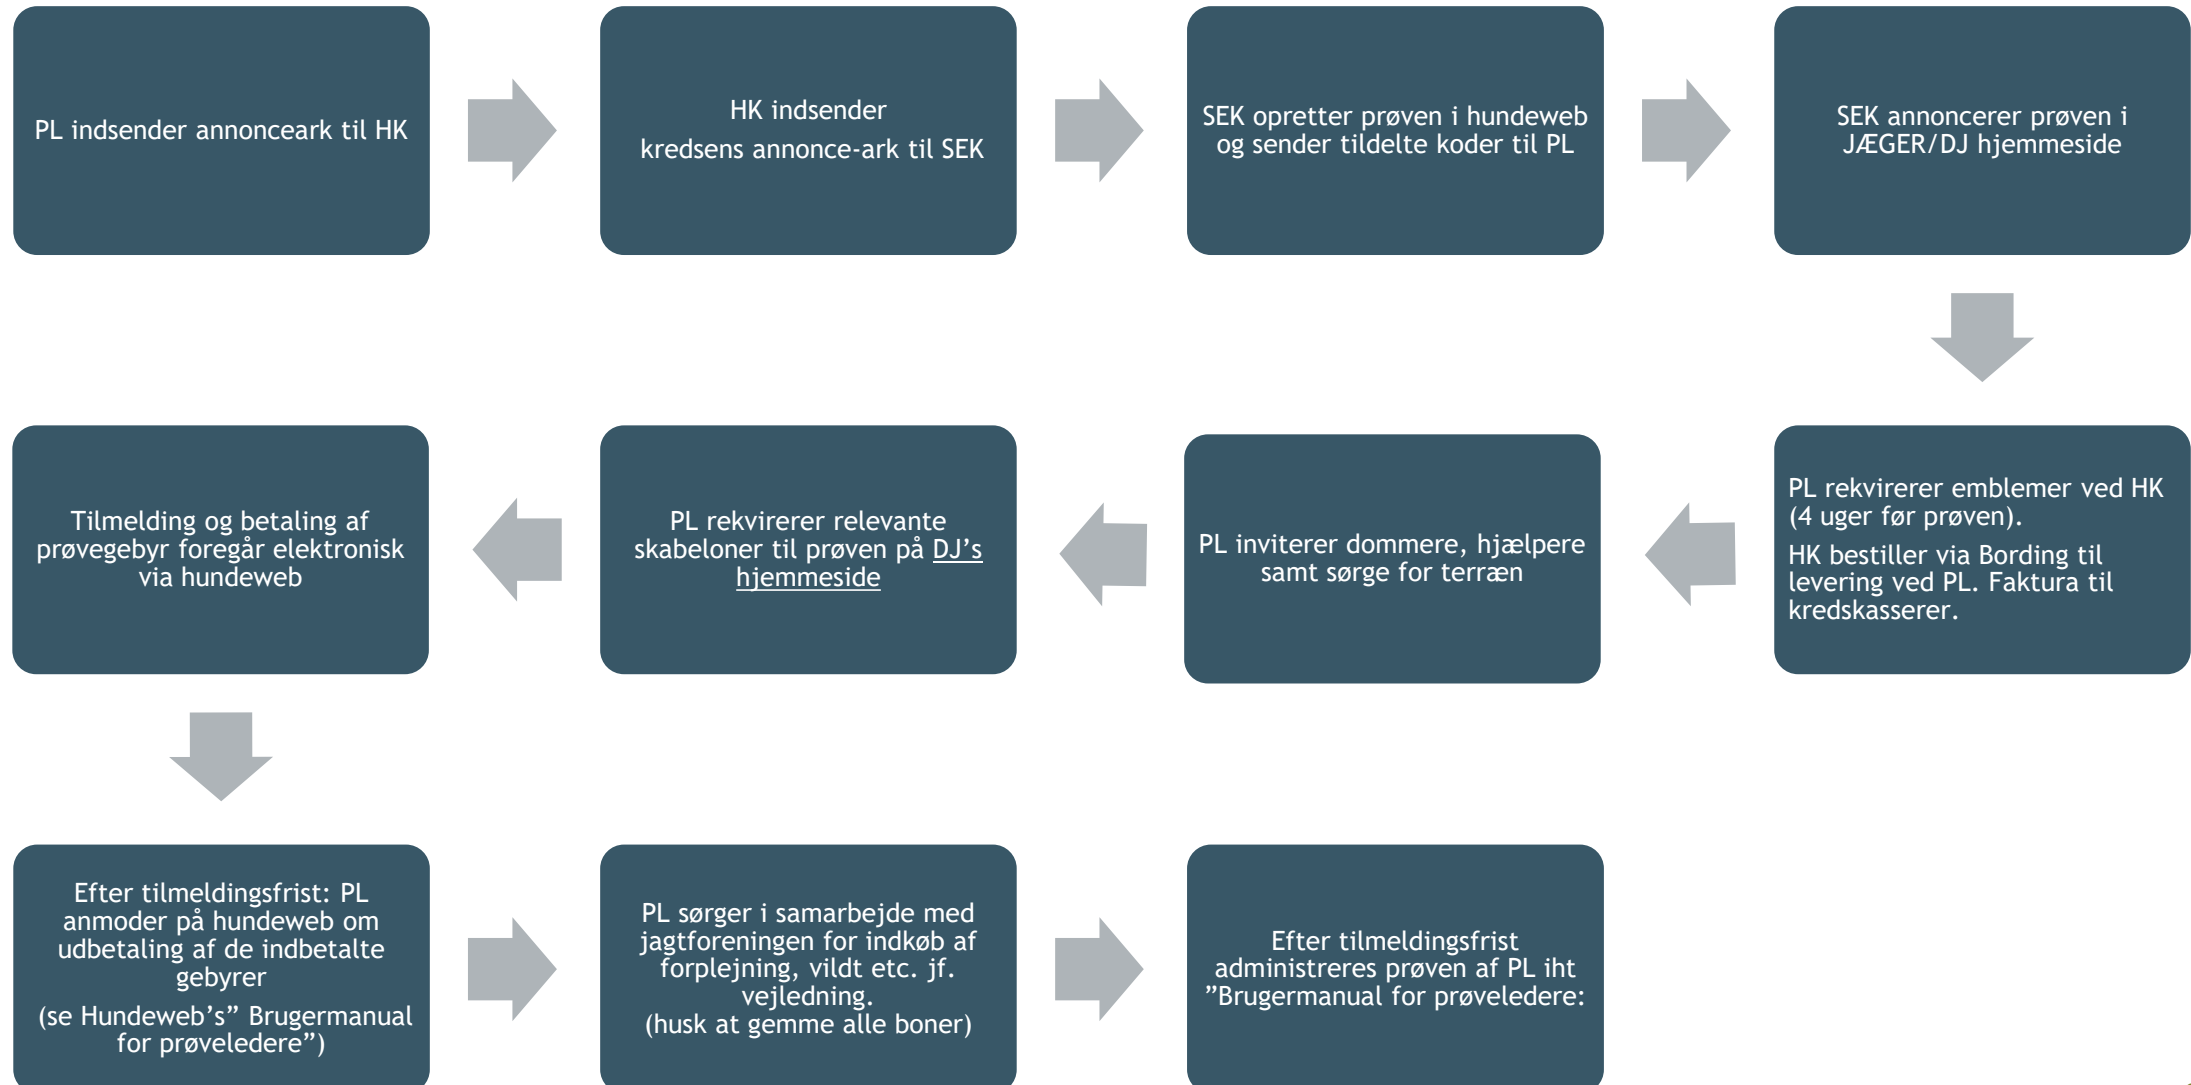 PL indsender annonceark til HK
HK indsender
kredsens annonce-ark til SEK
SEK opretter prøven i hundeweb
og sender tildelte koder til PL
SEK annoncerer prøven i
JÆGER/DJ hjemmeside
PL rekvirerer emblemer ved HK
(4 uger før prøven).
HK bestiller via Bording til
levering ved PL. Faktura til
kredskasserer.
PL inviterer dommere, hjælpere
samt sørge for terræn
PL rekvirerer relevante
skabeloner til prøven på DJ’s
hjemmeside
Tilmelding og betaling af
prøvegebyr foregår elektronisk
via hundeweb
Efter tilmeldingsfrist: PL
anmoder på hundeweb om
udbetaling af de indbetalte
gebyrer
(se Hundeweb’s” Brugermanual
for prøveledere”)
PL sørger i samarbejde med
jagtforeningen for indkøb af
forplejning, vildt etc. jf.
vejledning.
(husk at gemme alle boner)
Efter tilmeldingsfrist
administreres prøven af PL iht
”Brugermanual for prøveledere: